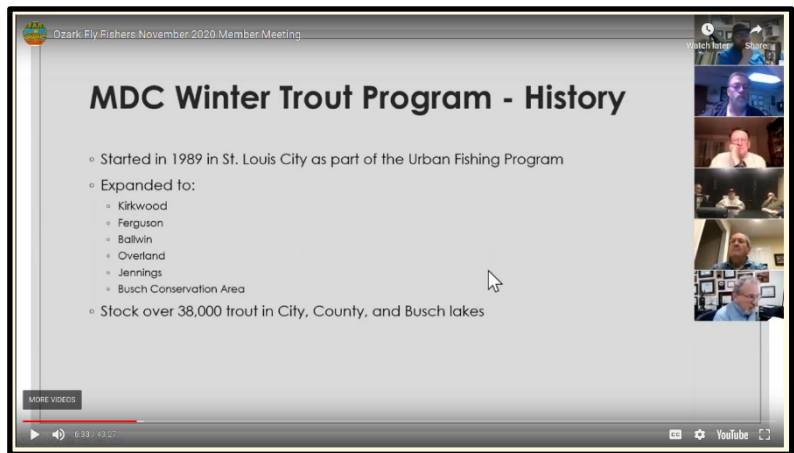 Ozark Fly Fishers November 2020 Member Meeting
Watch later
Share
MDC Winter Trout Program - History
Started in 1989 in St. Louis City as part of the Urban Fishing Program
Expanded to:
Kirkwood
Ferguson
Ballwin
Overland
Jennings
Busch Conservation Area
Stock over 38,000 trout in City, County, and Busch lakes
MORE VIDEOS
6:33 / 43:27
CC
YouTube